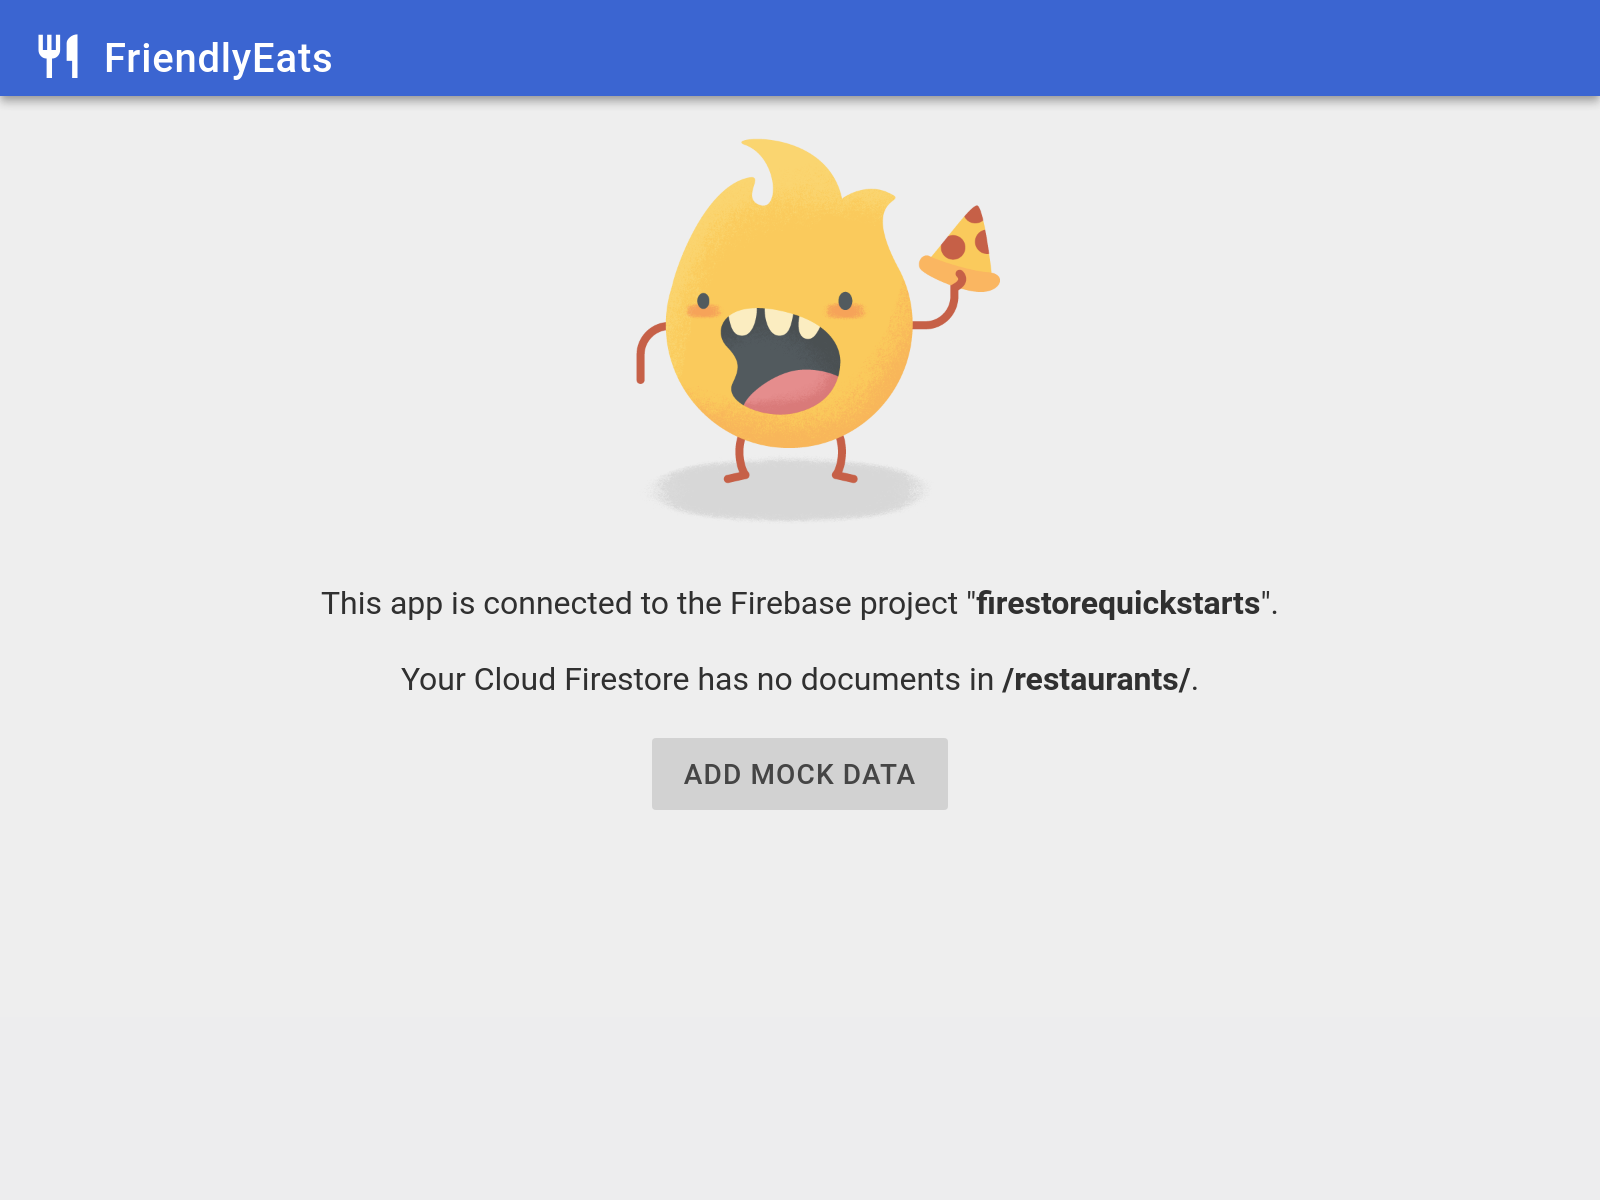 FriendlyEats
This app is connected to the Firebase project "firestorequickstarts".
Your Cloud Firestore has no documents in /restaurants/.
ADD MOCK DATA